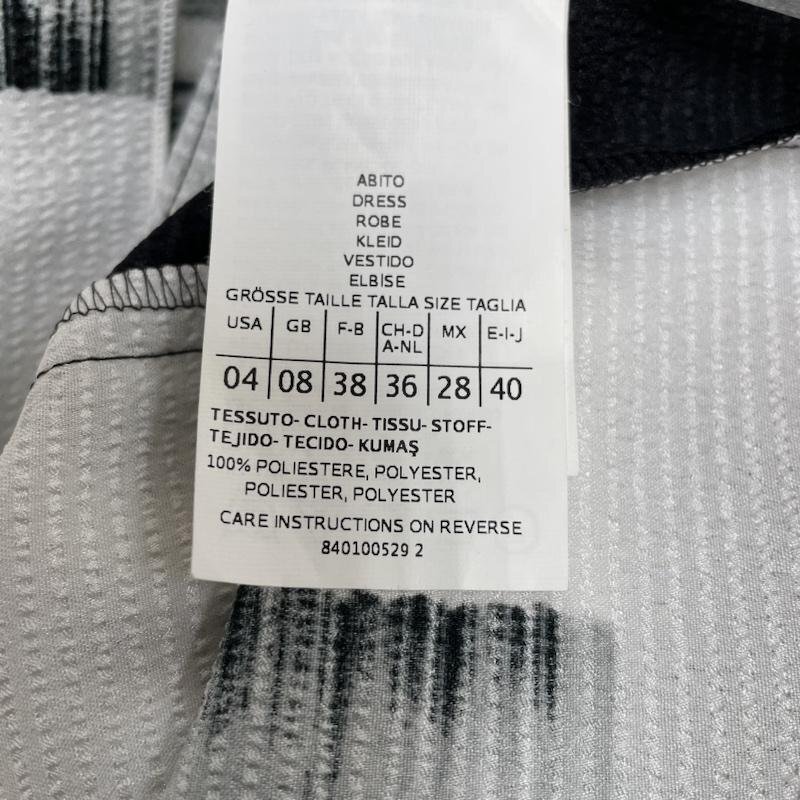 ABITO
DRESS
ROBE
KLEID
VESTIDO
ELBİSE
GRÖSSE TAILLE TALLA SIZE TAGLIA
USA GB F-B CH-D A-NL MX E-I-J
04 08 38 36 28 40
TESSUTO- CLOTH- TISSU- STOFF-
TEJIDO- TECIDO- KUMAŞ
100% POLIESTERE, POLYESTER,
POLIESTER, POLYESTER
CARE INSTRUCTIONS ON REVERSE
840100529 2